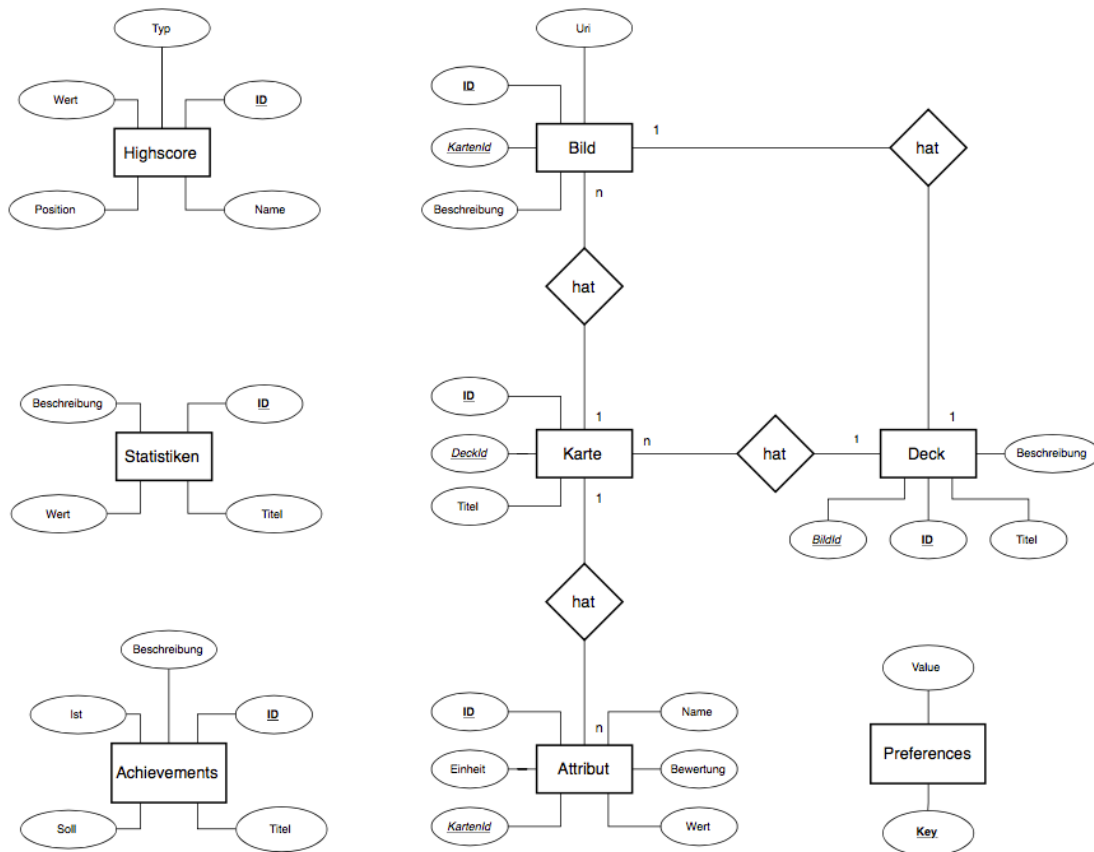 Typ
Wert
ID
Highscore
Position
Name
Uri
ID
KartenId
Bild
Beschreibung
1
hat
n
hat
1
1
Beschreibung
ID
Statistiken
Wert
Titel
ID
DeckId
Karte
Titel
n
hat
1
Deck
Beschreibung
BildId
ID
Titel
1
hat
n
Beschreibung
Ist
ID
Achievements
Soll
Titel
ID
Name
Einheit
Attribut
Bewertung
KartenId
Wert
Value
Preferences
Key